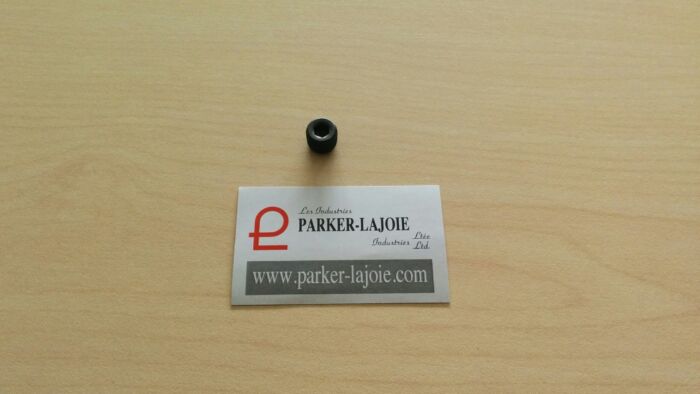 Les Industries
PARKER-LAJOIE
Ltée
Industries Ltd.
www.parker-lajoie.com